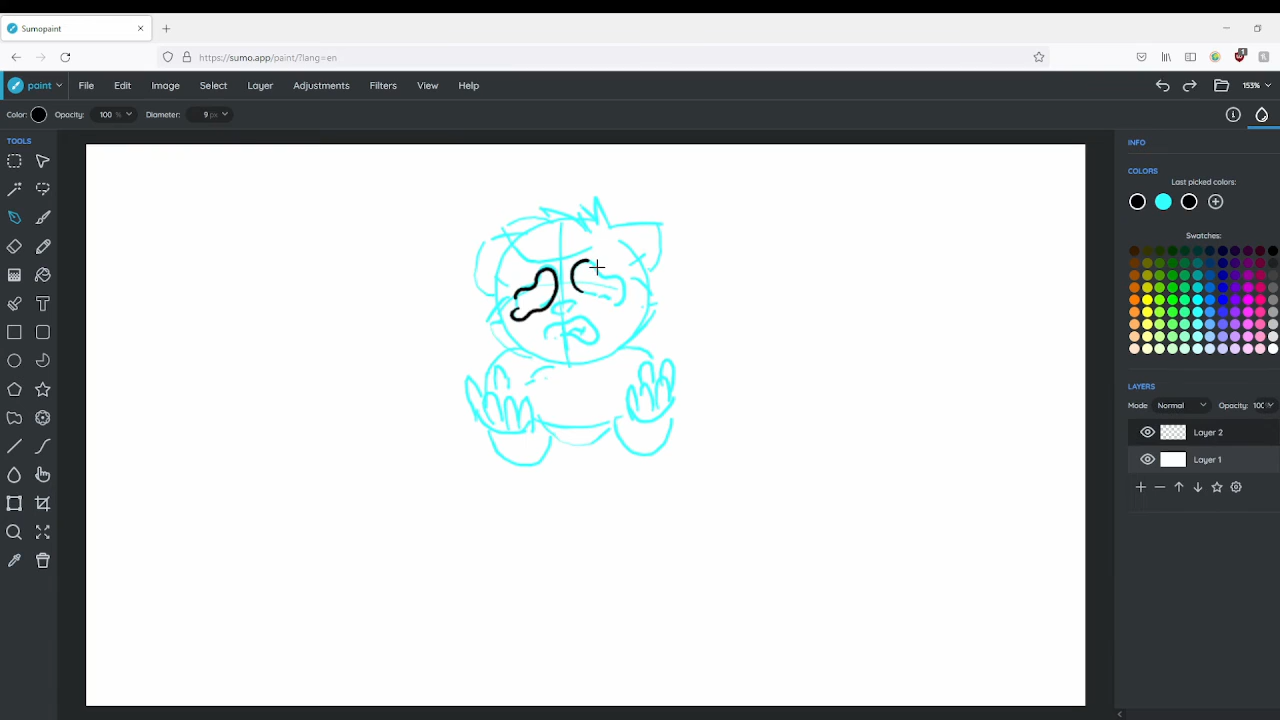 Sumopaint
https://sumo.app/paint/?lang=en
paint File Edit Image Select Layer Adjustments Filters View Help 153%
Color: Opacity: 100 % Diameter: 9 px
TOOLS
INFO
COLORS
Last picked colors:
Swatches:
LAYERS
Mode Normal Opacity: 100
Layer 2
Layer 1